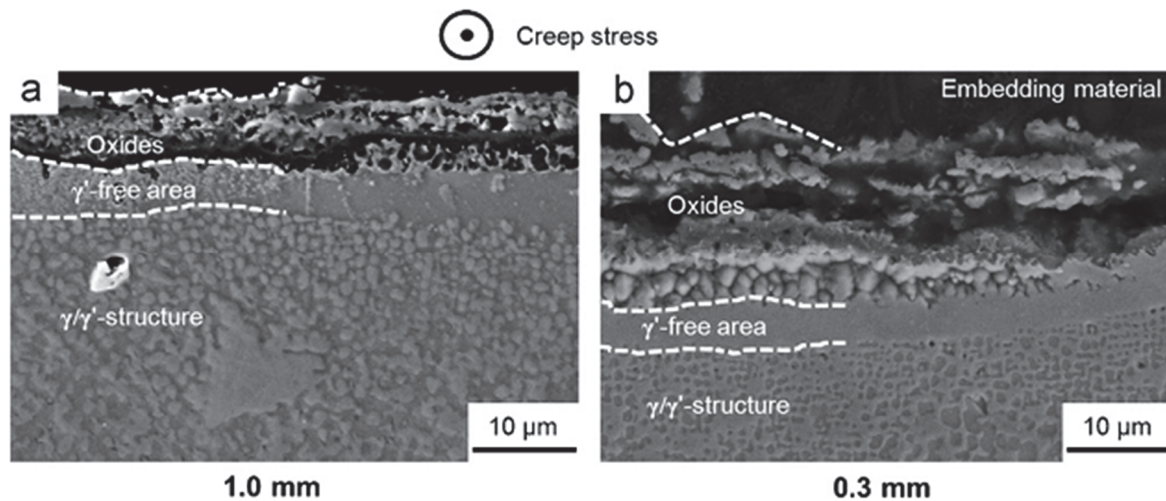 Creep stress
a
Oxides
γ'-free area
γ/γ'-structure
10 µm
1.0 mm
b
Embedding material
Oxides
γ'-free area
γ/γ'-structure
10 µm
0.3 mm